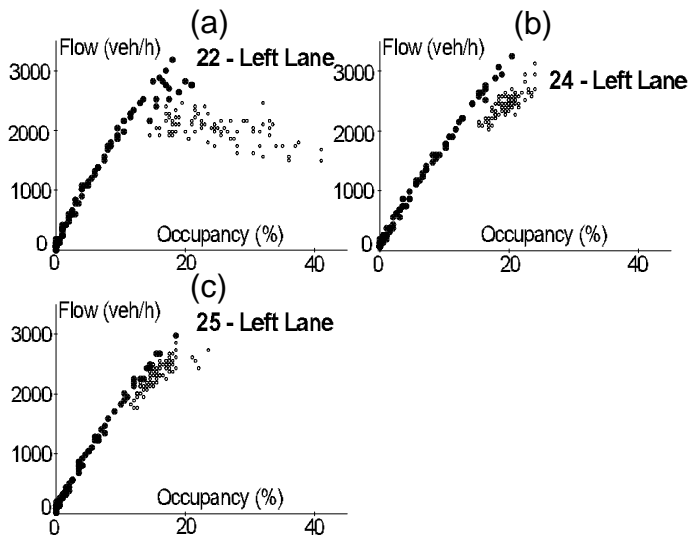 (a)
Flow (veh/h)
22 - Left Lane
3000
2000
1000
0
Occupancy (%)
0
20
40
(b)
Flow (veh/h)
24 - Left Lane
3000
2000
1000
0
Occupancy (%)
0
20
40
(c)
Flow (veh/h)
25 - Left Lane
3000
2000
1000
0
Occupancy (%)
0
20
40